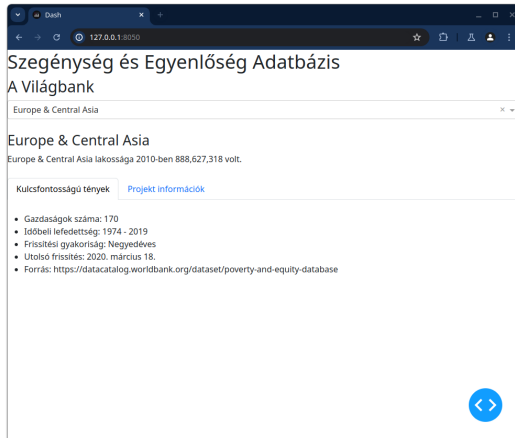 Dash
127.0.0.1:8050
Szegénység és Egyenlőség Adatbázis
A Világbank
Europe & Central Asia
Europe & Central Asia
Europe & Central Asia lakossága 2010-ben 888,627,318 volt.
Kulcsfontosságú tények Projekt információk
Gazdaságok száma: 170
Időbeli lefedettség: 1974 - 2019
Frissítési gyakoriság: Negyedéves
Utolsó frissítés: 2020. március 18.
Forrás: https://datacatalog.worldbank.org/dataset/poverty-and-equity-database